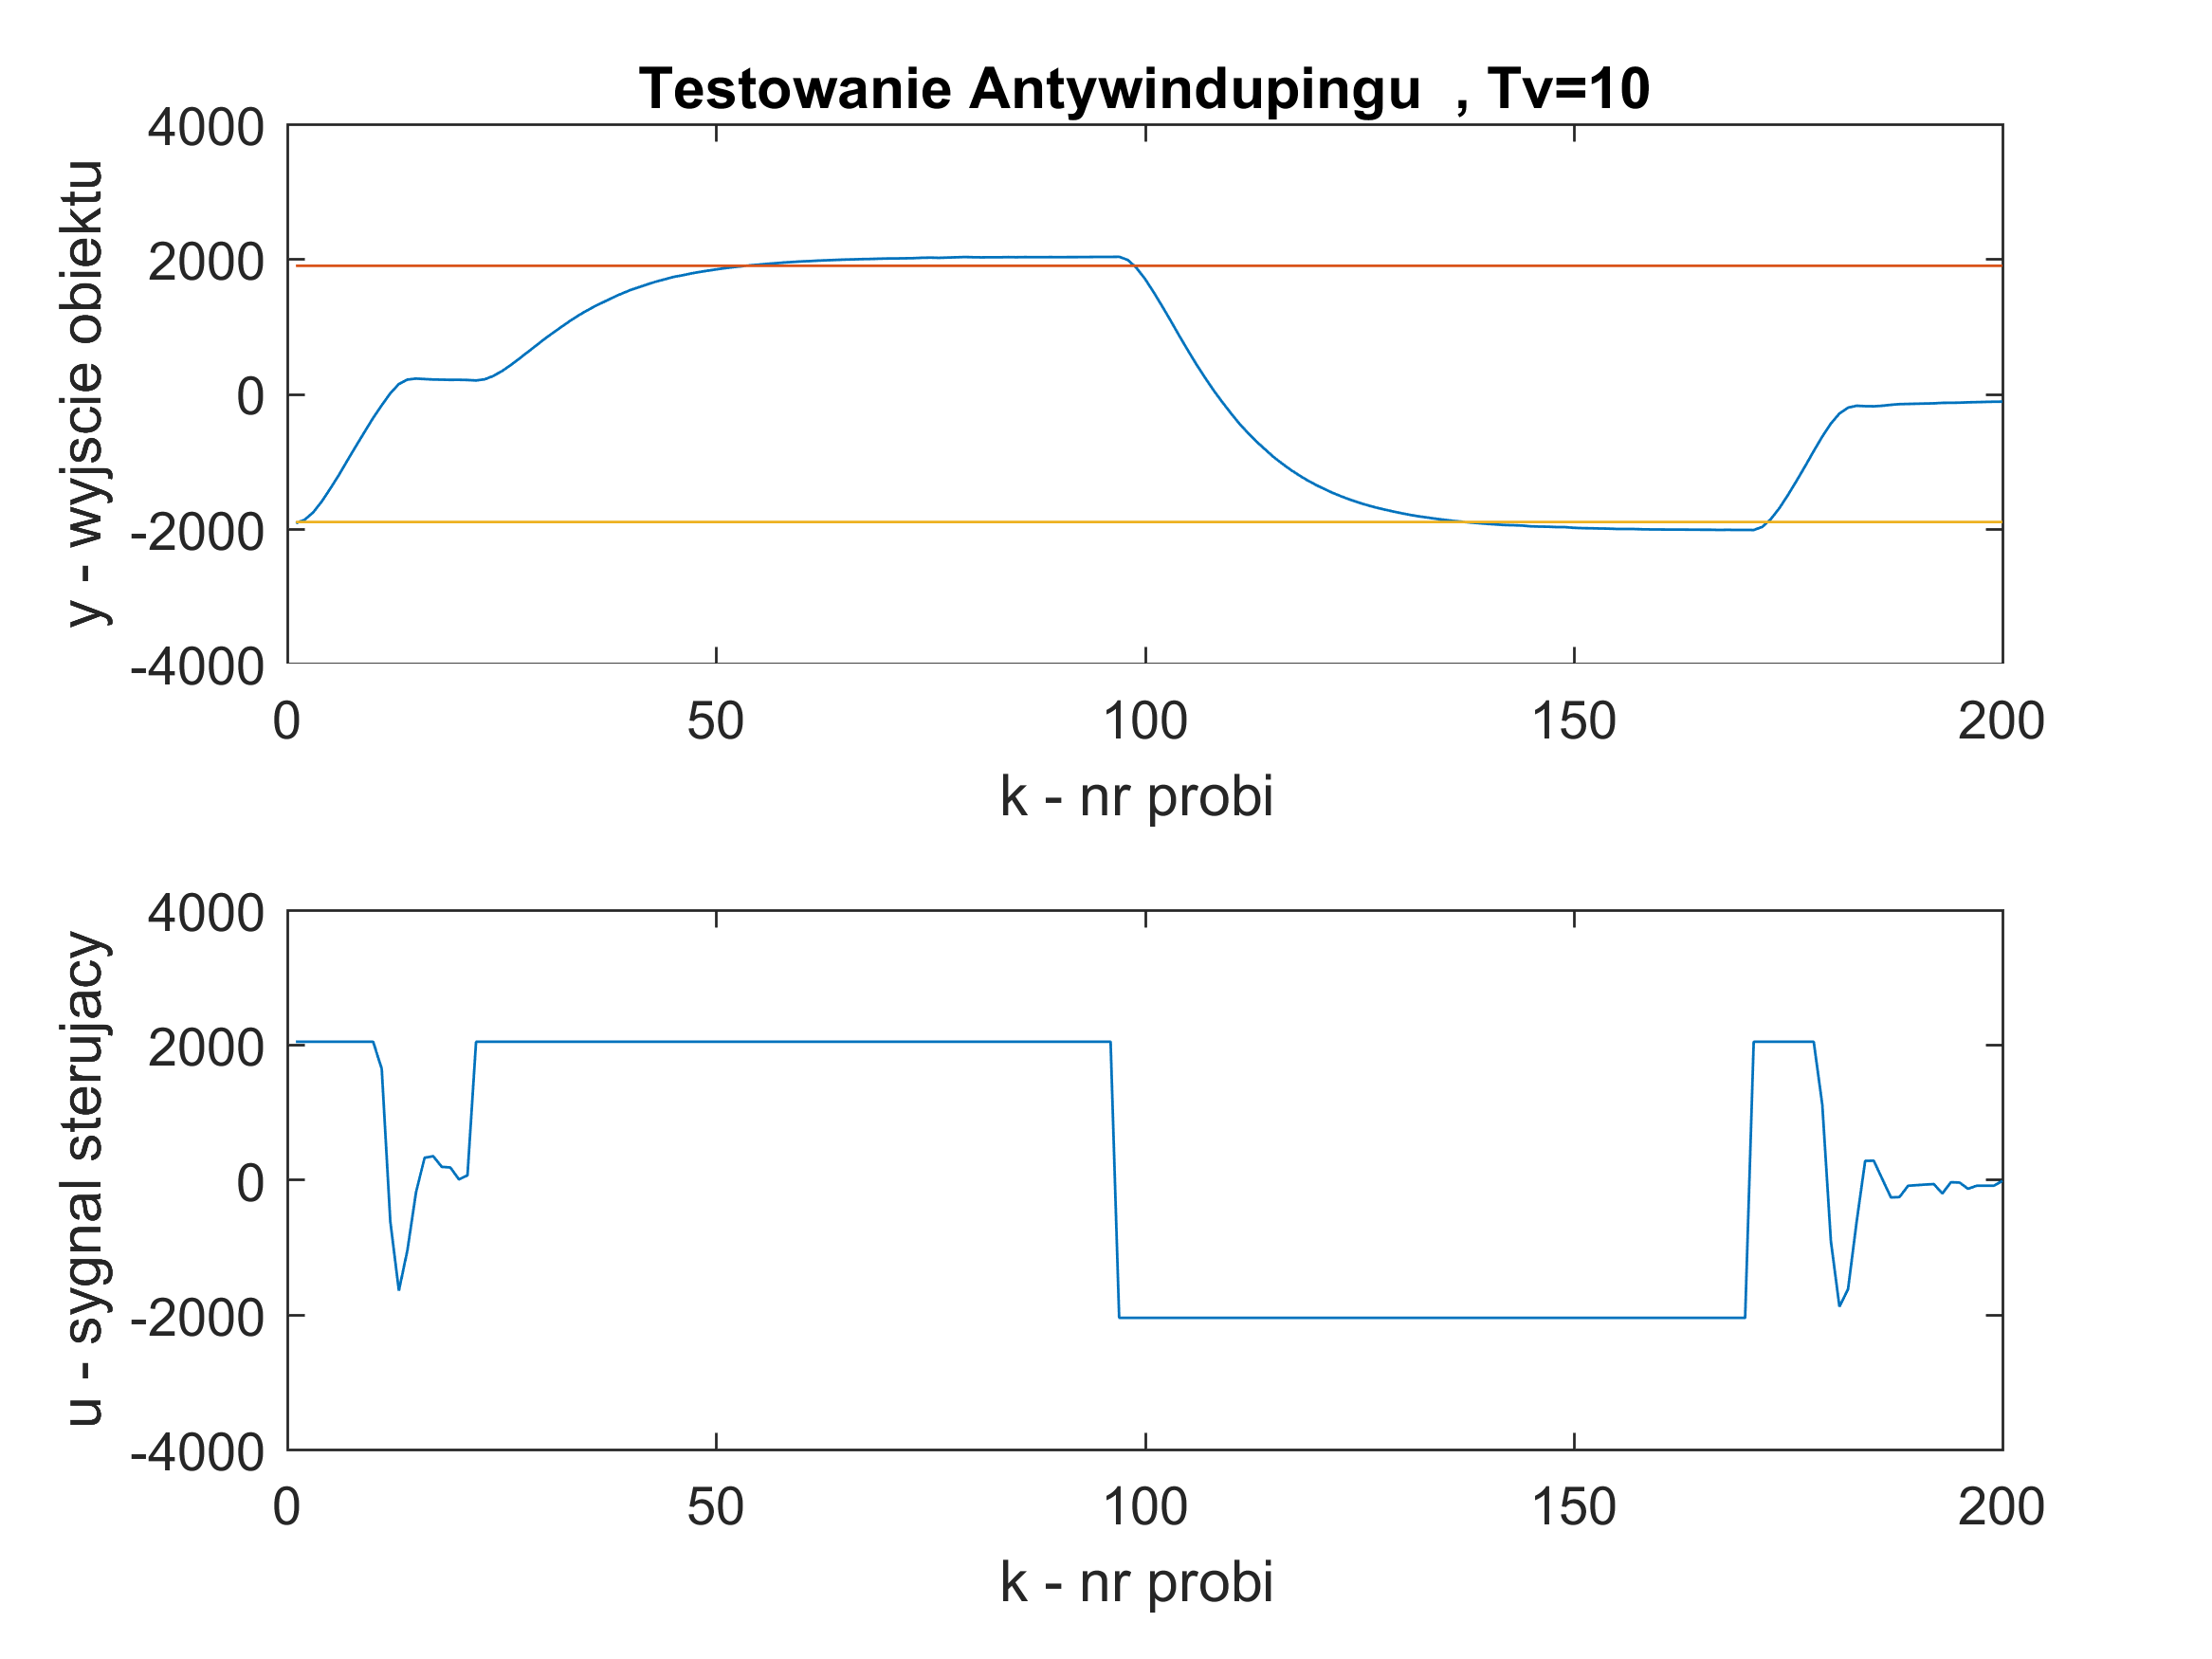 Testowanie Antywindupingu , Tv=10
y - wyjscie obiektu
4000
2000
0
-2000
-4000
0 50 100 150 200
k - nr probi
u - sygnal sterujacy
4000
2000
0
-2000
-4000
0 50 100 150 200
k - nr probi